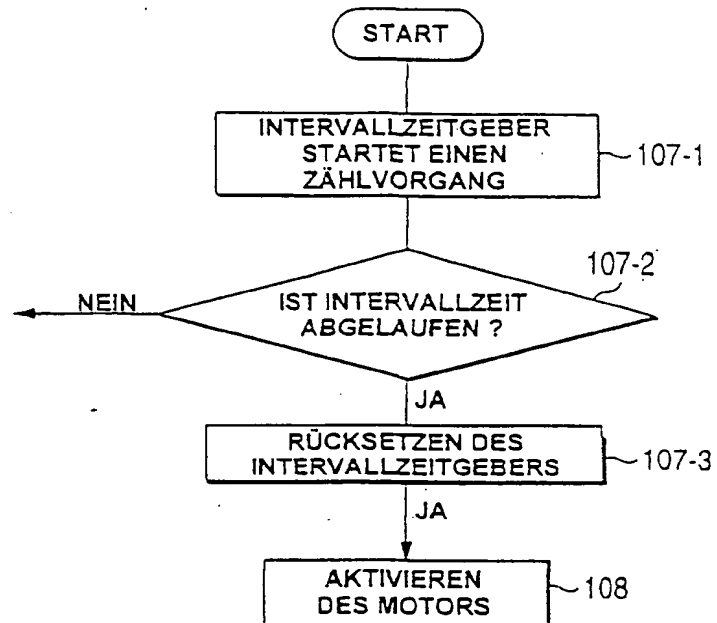 START
INTERVALLZEITGEBER
STARTET EINEN
ZÄHLVORGANG
107-1
107-2
NEIN
IST INTERVALLZEIT
ABGELAUFEN ?
JA
RÜCKSETZEN DES
INTERVALLZEITGEBERS
107-3
JA
AKTIVIEREN
DES MOTORS
108